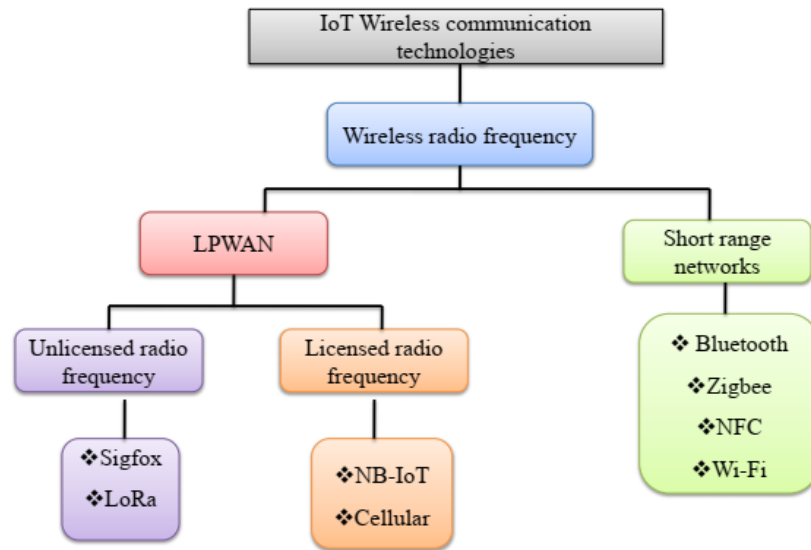 IoT Wireless communication
technologies
Wireless radio frequency
LPWAN
Short range
networks
Unlicensed radio
frequency
Licensed radio
frequency
❖ Bluetooth
❖Zigbee
❖NFC
❖Wi-Fi
❖Sigfox
❖LoRa
❖NB-IoT
❖Cellular